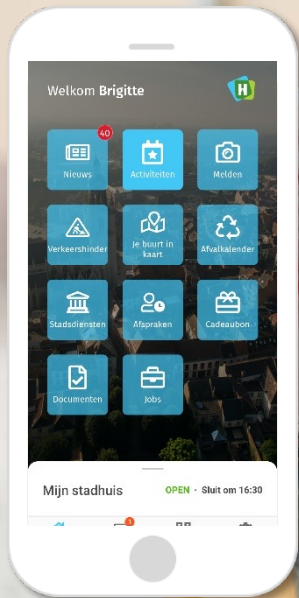 Welkom Brigitte
H
40
Nieuws
Activiteiten
Melden
Verkeershinder
Je buurt in
kaart
Afvalkalender
Stadsdiensten
Afspraken
Cadeaubon
Documenten
Jobs
Mijn stadhuis
OPEN - Sluit om 16:30
1